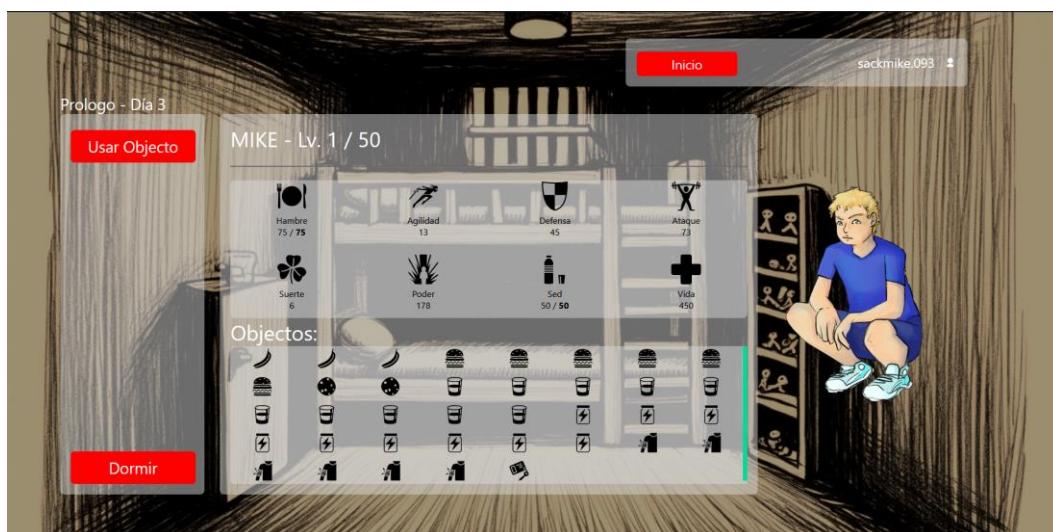 Inicio
sackmike.093
Prologo - Día 3
Usar Objecto
MIKE - Lv. 1 / 50
Hambre
75 / 75
Agilidad
13
Defensa
45
Ataque
73
Suerte
6
Poder
178
Sed
50 / 50
Vida
450
Objectos:
Dormir